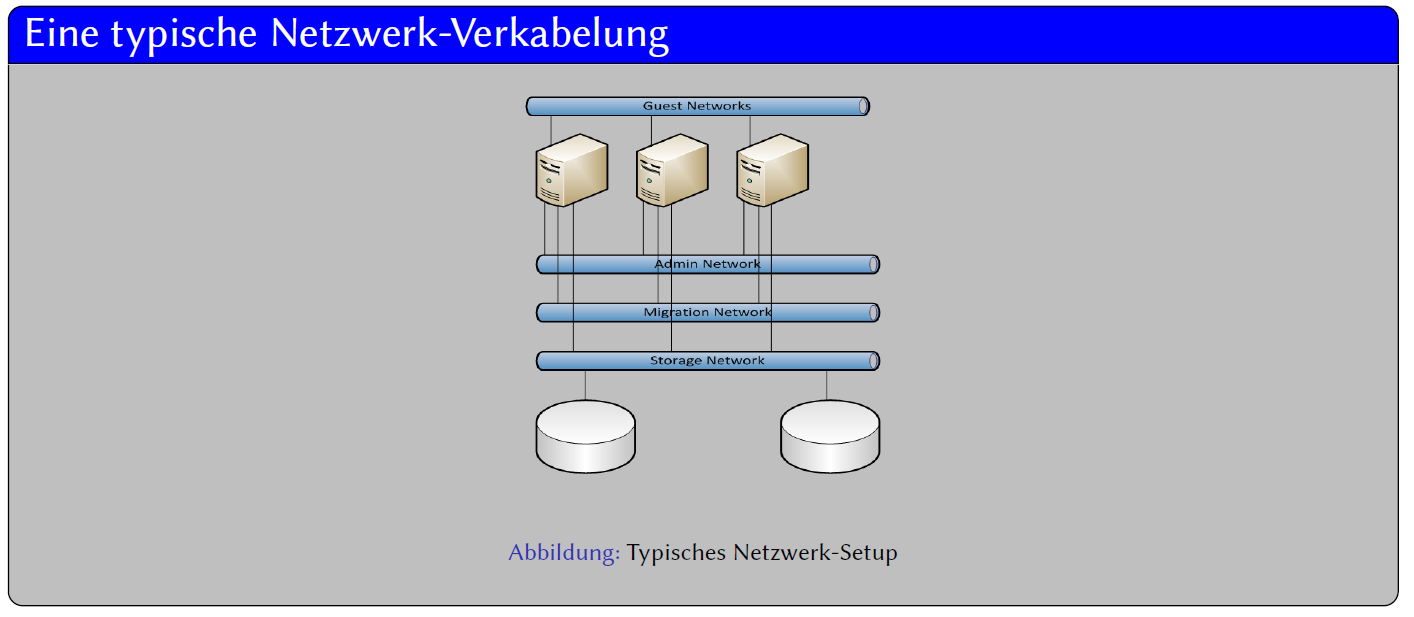 Eine typische Netzwerk-Verkabelung
Guest Networks
Admin Network
Migration Network
Storage Network
Abbildung: Typisches Netzwerk-Setup